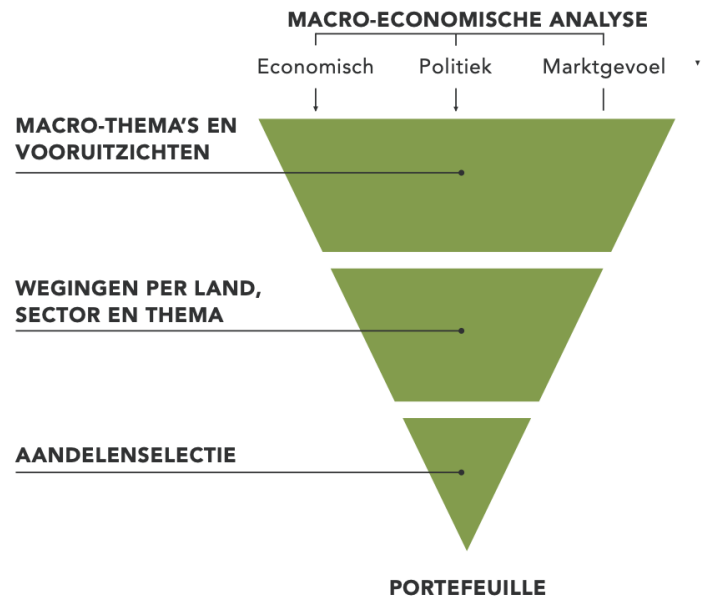 MACRO-ECONOMISCHE ANALYSE
Economisch Politiek Marktgevoel
MACRO-THEMA'S EN
VOORUITZICHTEN
WEGINGEN PER LAND,
SECTOR EN THEMA
AANDELENSELECTIE
PORTEFEUILLE